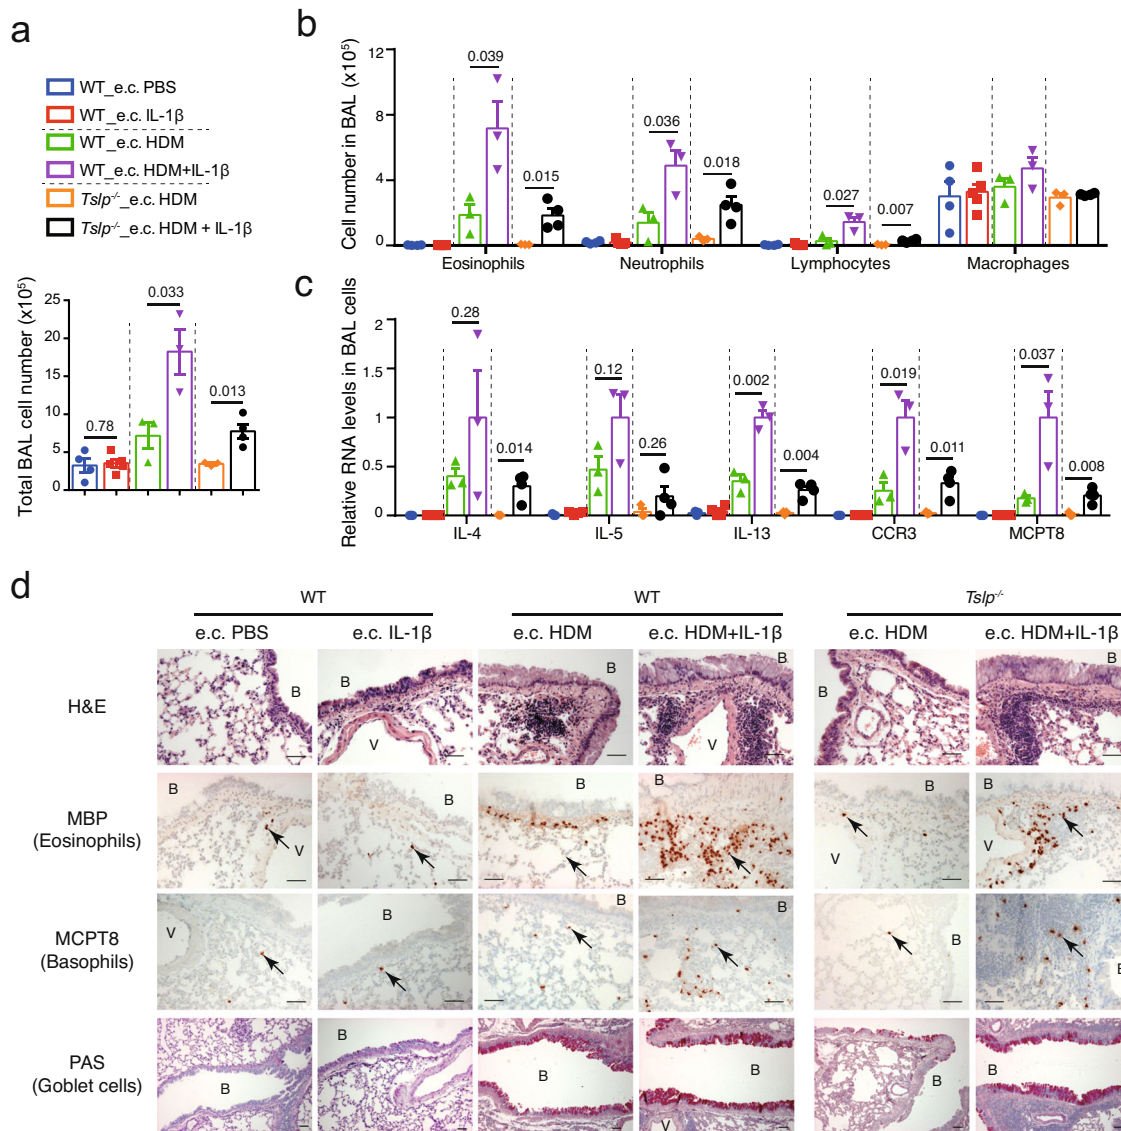 a
WT_e.c. PBS
WT_e.c. IL-1β
WT_e.c. HDM
WT_e.c. HDM+IL-1β
Tslp-/-_e.c. HDM
Tslp-/-_e.c. HDM + IL-1β
Total BAL cell number (x10⁵)
25
20
15
10
5
0
0.78
0.033
0.013
b
Cell number in BAL (x10⁵)
12
8
4
0
0.039
0.015
0.036
0.018
0.027
0.007
Eosinophils
Neutrophils
Lymphocytes
Macrophages
c
Relative RNA levels in BAL cells
2
1.5
1
0.5
0
0.28
0.014
0.12
0.26
0.002
0.004
0.019
0.011
0.037
0.008
IL-4
IL-5
IL-13
CCR3
MCPT8
d
WT
WT
Tslp-/-
e.c. PBS
e.c. IL-1β
e.c. HDM
e.c. HDM+IL-1β
e.c. HDM
e.c. HDM+IL-1β
H&E
B
B
V
B
B
V
B
B
MBP
(Eosinophils)
B
V
B
B
B
B
V
B
V
MCPT8
(Basophils)
V
B
B
B
B
B
PAS
(Goblet cells)
B
B
B
B
V
B
B